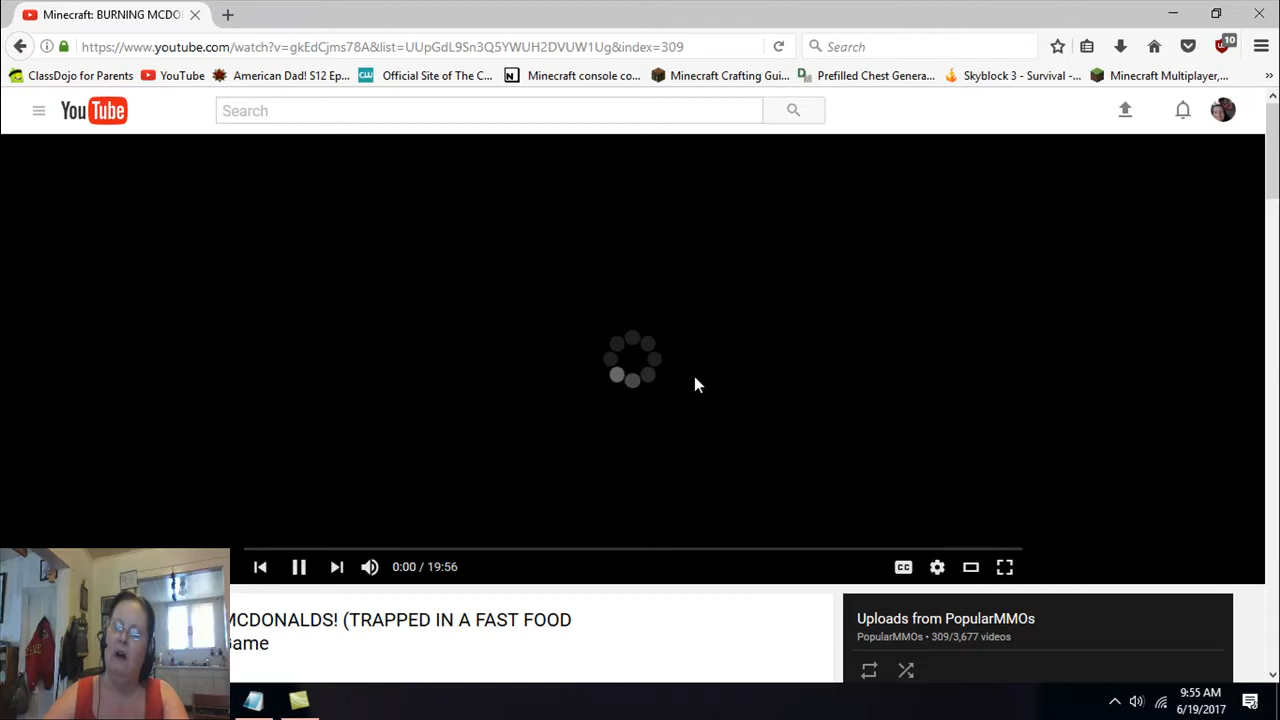 Minecraft: BURNING MCDO
https://www.youtube.com/watch?v=gkEdCjms78A&list=UUpGdL9Sn3Q5YWUH2DVUW1Ug&index=309
Search
10
ClassDojo for Parents
YouTube
American Dad! S12 Ep...
CW
Official Site of The C...
N
Minecraft console co...
Minecraft Crafting Gui...
Prefilled Chest Genera...
Skyblock 3 - Survival -...
Minecraft Multiplayer,...
»
YouTube
Search
0:00 / 19:56
CC
MCDONALDS! (TRAPPED IN A FAST FOOD
Game
Uploads from PopularMMOs
PopularMMOs • 309/3,677 videos
9:55 AM
6/19/2017